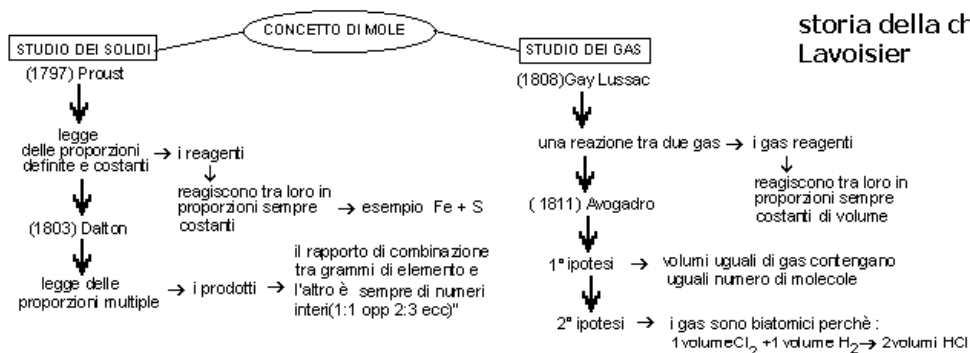 CONCETTO DI MOLE
storia della ch
Lavoisier
STUDIO DEI SOLIDI
(1797) Proust
legge
delle proporzioni
definite e costanti
i reagenti
reagiscono tra loro in
proporzioni sempre
costanti
esempio Fe + S
(1803) Dalton
legge delle
proporzioni multiple
i prodotti
il rapporto di combinazione
tra grammi di elemento e
l'altro è sempre di numeri
interi(1:1 opp 2:3 ecc)"
STUDIO DEI GAS
(1808)Gay Lussac
una reazione tra due gas
i gas reagenti
reagiscono tra loro in
proporzioni sempre
costanti di volume
( 1811) Avogadro
1° ipotesi
volumi uguali di gas contengano
uguali numero di molecole
2° ipotesi
i gas sono biatomici perchè :
1volumeCl2 +1 volume H2→ 2volumi HCl